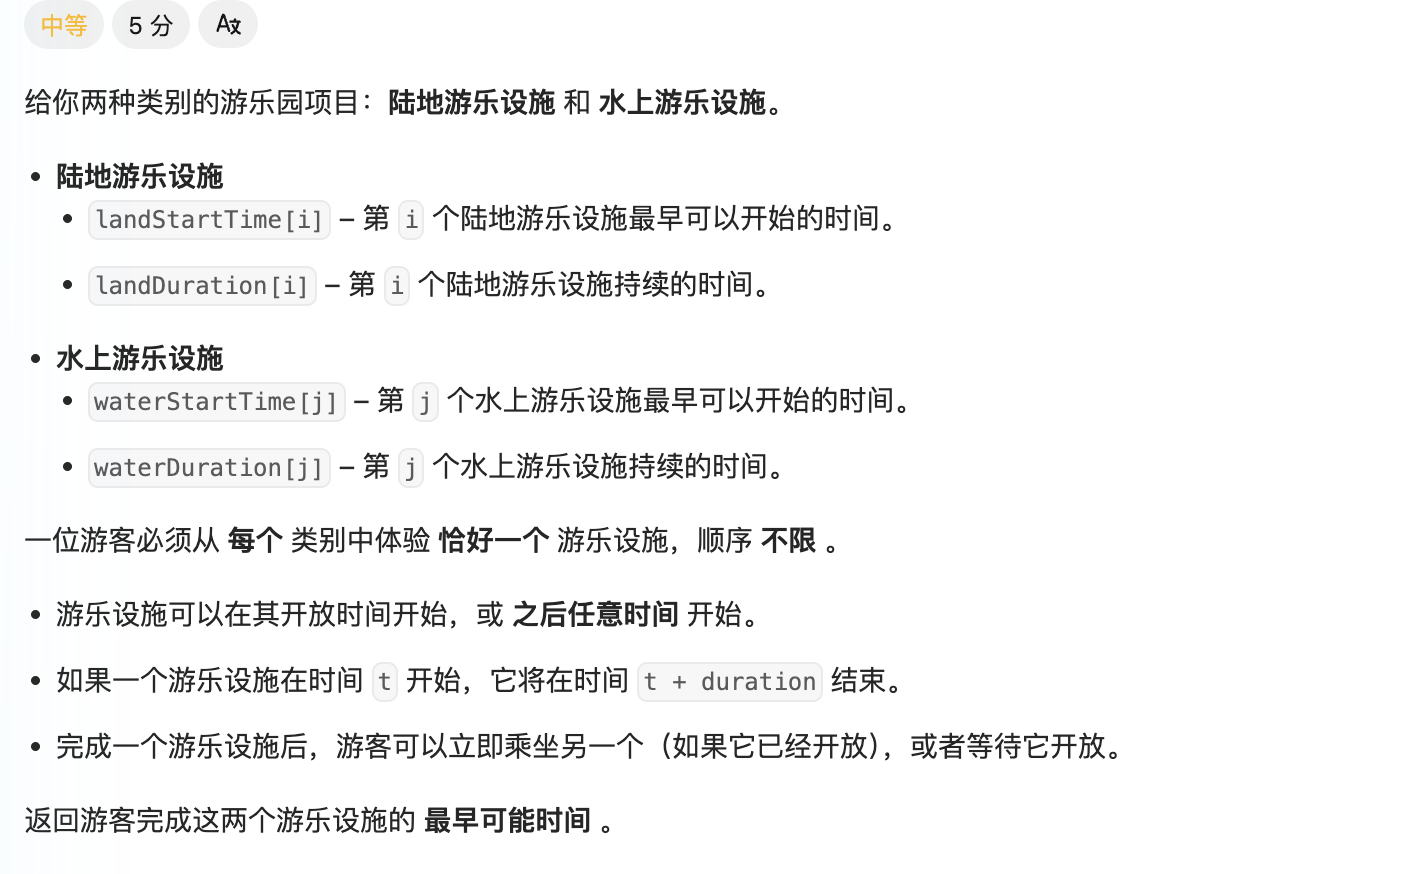 中等 5 分
给你两种类别的游乐园项目：陆地游乐设施 和 水上游乐设施。
陆地游乐设施
landStartTime[i] – 第 i 个陆地游乐设施最早可以开始的时间。
landDuration[i] – 第 i 个陆地游乐设施持续的时间。
水上游乐设施
waterStartTime[j] – 第 j 个水上游乐设施最早可以开始的时间。
waterDuration[j] – 第 j 个水上游乐设施持续的时间。
一位游客必须从 每个 类别中体验 恰好一个 游乐设施，顺序 不限 。
游乐设施可以在其开放时间开始，或 之后任意时间 开始。
如果一个游乐设施在时间 t 开始，它将在时间 t + duration 结束。
完成一个游乐设施后，游客可以立即乘坐另一个（如果它已经开放），或者等待它开放。
返回游客完成这两个游乐设施的 最早可能时间 。